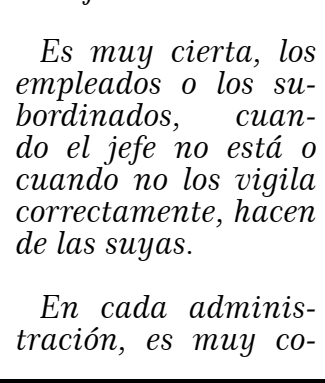 Es muy cierta, los
empleados o los su-
bordinados, cuan-
do el jefe no está o
cuando no los vigila
correctamente, hacen
de las suyas.
En cada adminis-
tración, es muy co-